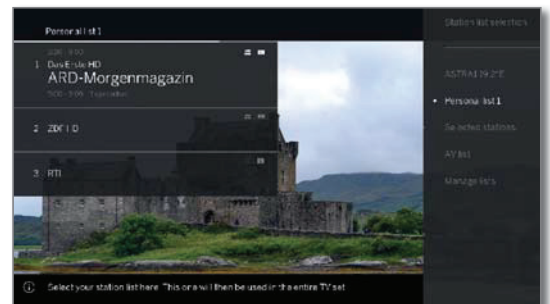 Personal list 1
Station list selection
1 Das Erste HD
ARD-Morgenmagazin
2 ZDF HD
3 RTL
ASTRA1 19.2°E
Personal list 1
Selected stations
AV list
Manage lists
Select your station list here. This one will then be used in the entire TV set